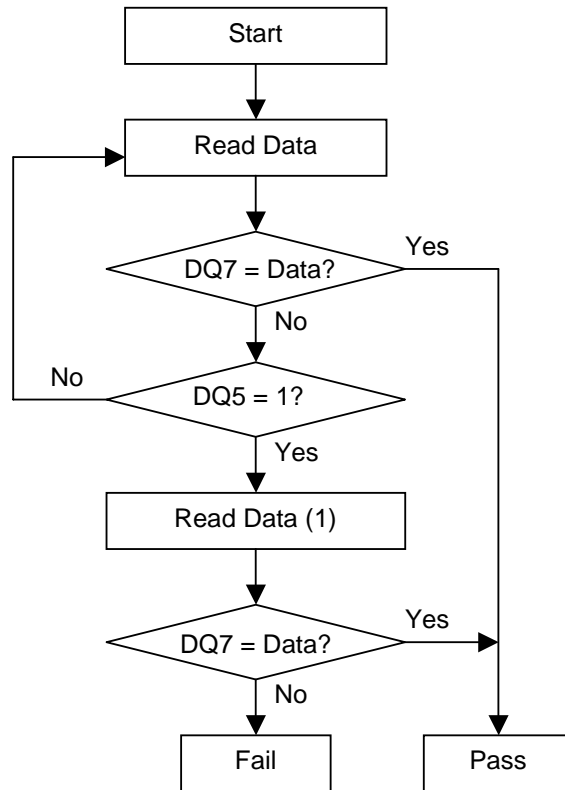 Start
Read Data
DQ7 = Data?
Yes
No
No
DQ5 = 1?
Yes
Read Data (1)
DQ7 = Data?
Yes
No
Fail
Pass